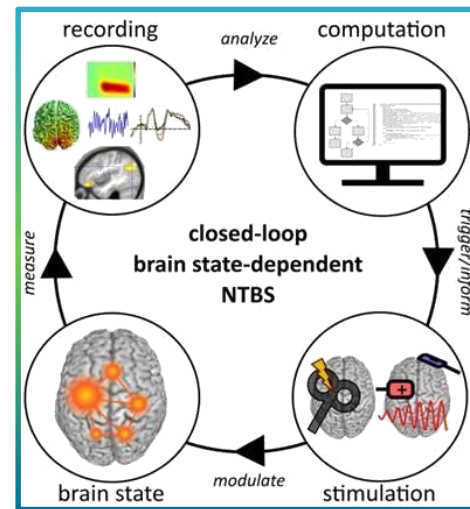 recording
analyze
computation
closed-loop
brain state-dependent
NTBS
measure
trigger/inform
brain state
modulate
stimulation